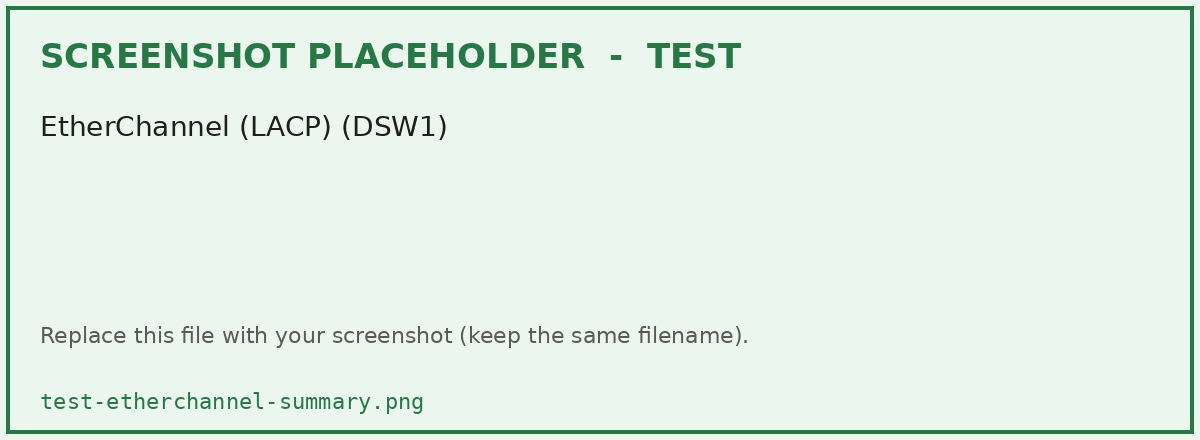 SCREENSHOT PLACEHOLDER - TEST
EtherChannel (LACP) (DSW1)
Replace this file with your screenshot (keep the same filename).
test-etherchannel-summary.png